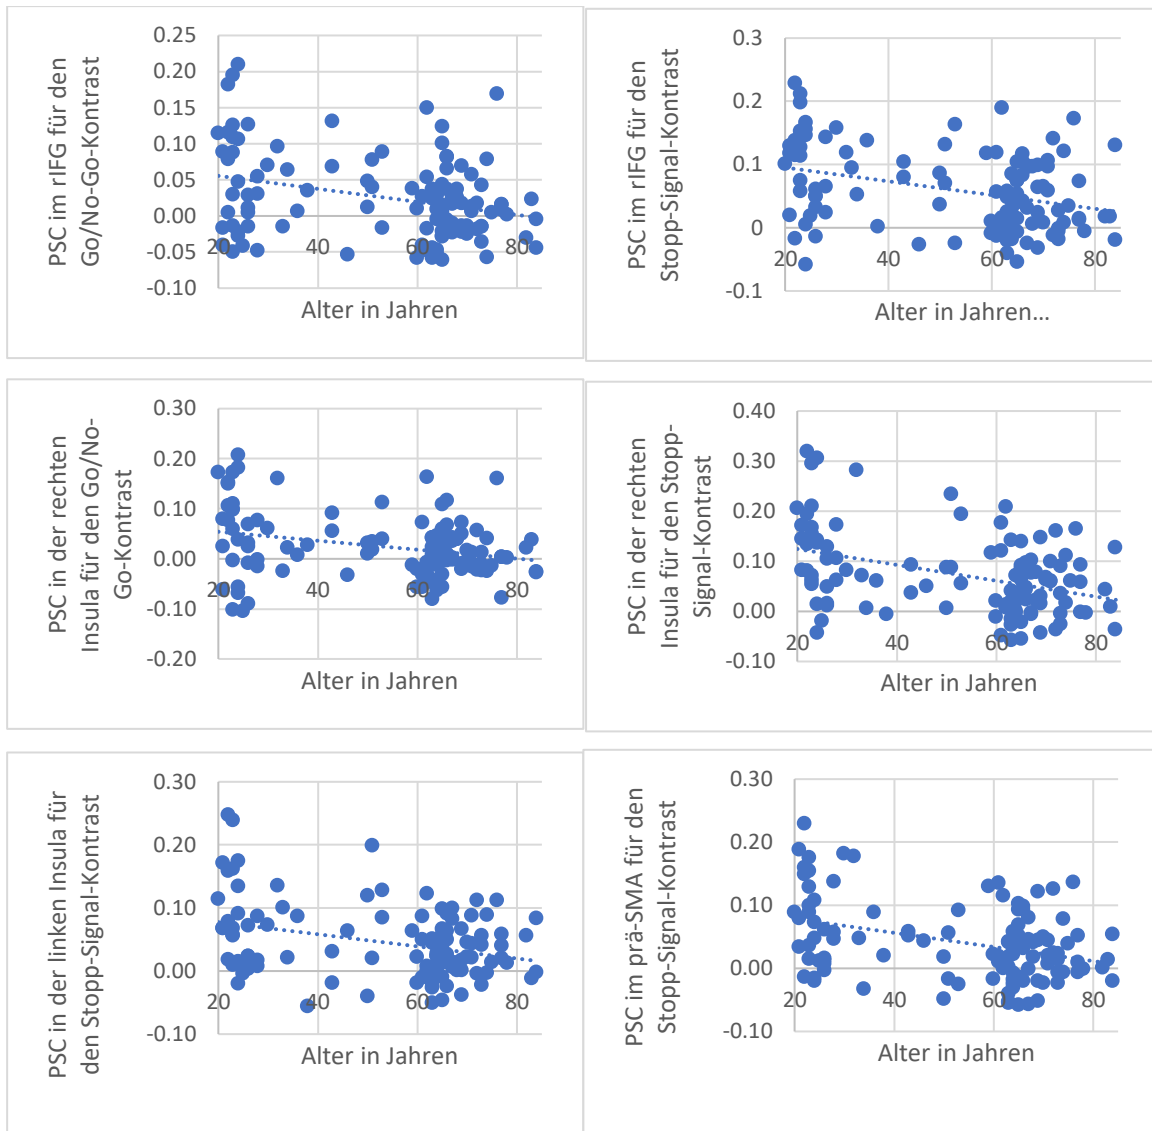 PSC im rIFG für den
Go/No-Go-Kontrast
0.25
0.20
0.15
0.10
0.05
0.00
-0.05
-0.10
20
40
60
80
Alter in Jahren
PSC im rIFG für den
Stopp-Signal-Kontrast
0.3
0.2
0.1
0
-0.1
20
40
60
80
Alter in Jahren…
PSC in der rechten
Insula für den Go/No-
Go-Kontrast
0.30
0.20
0.10
0.00
-0.10
-0.20
20
40
60
80
Alter in Jahren
PSC in der rechten
Insula für den Stopp-
Signal-Kontrast
0.40
0.30
0.20
0.10
0.00
-0.10
20
40
60
80
Alter in Jahren
PSC in der linken Insula für
den Stopp-Signal-Kontrast
0.30
0.20
0.10
0.00
-0.10
20
40
60
80
Alter in Jahren
PSC im prä-SMA für den
Stopp-Signal-Kontrast
0.30
0.20
0.10
0.00
-0.10
20
40
60
80
Alter in Jahren